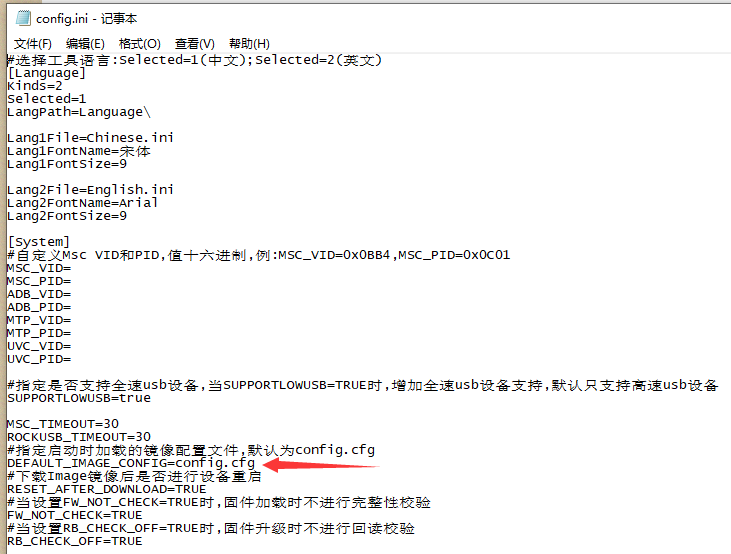 config.ini - 记事本
文件(F) 编辑(E) 格式(O) 查看(V) 帮助(H)
#选择工具语言:Selected=1(中文);Selected=2(英文)
[Language]
Kinds=2
Selected=1
LangPath=Language\
Lang1File=Chinese.ini
Lang1FontName=宋体
Lang1FontSize=9
Lang2File=English.ini
Lang2FontName=Arial
Lang2FontSize=9
[System]
#自定义Msc VID和PID,值十六进制,例:MSC_VID=0x0BB4,MSC_PID=0x0C01
MSC_VID=
MSC_PID=
ADB_VID=
ADB_PID=
MTP_VID=
MTP_PID=
UVC_VID=
UVC_PID=
#指定是否支持全速usb设备,当SUPPORTLOWUSB=TRUE时,增加全速usb设备支持,默认只支持高速usb设备
SUPPORTLOWUSB=true
MSC_TIMEOUT=30
ROCKUSB_TIMEOUT=30
#指定启动时加载的镜像配置文件,默认为config.cfg
DEFAULT_IMAGE_CONFIG=config.cfg
#下载Image镜像后是否进行设备重启
RESET_AFTER_DOWNLOAD=TRUE
#当设置FW_NOT_CHECK=TRUE时,固件加载时不进行完整性校验
FW_NOT_CHECK=TRUE
#当设置RB_CHECK_OFF=TRUE时,固件升级时不进行回读校验
RB_CHECK_OFF=TRUE